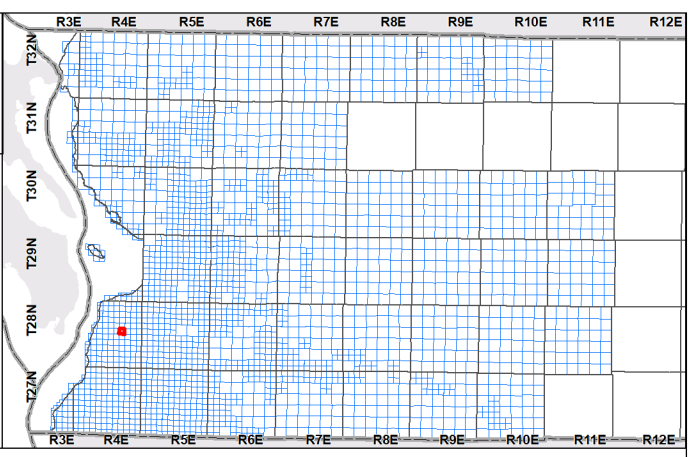 R3E R4E R5E R6E R7E R8E R9E R10E R11E R12E
T32N
T31N
T30N
T29N
T28N
T27N
R3E R4E R5E R6E R7E R8E R9E R10E R11E R12E